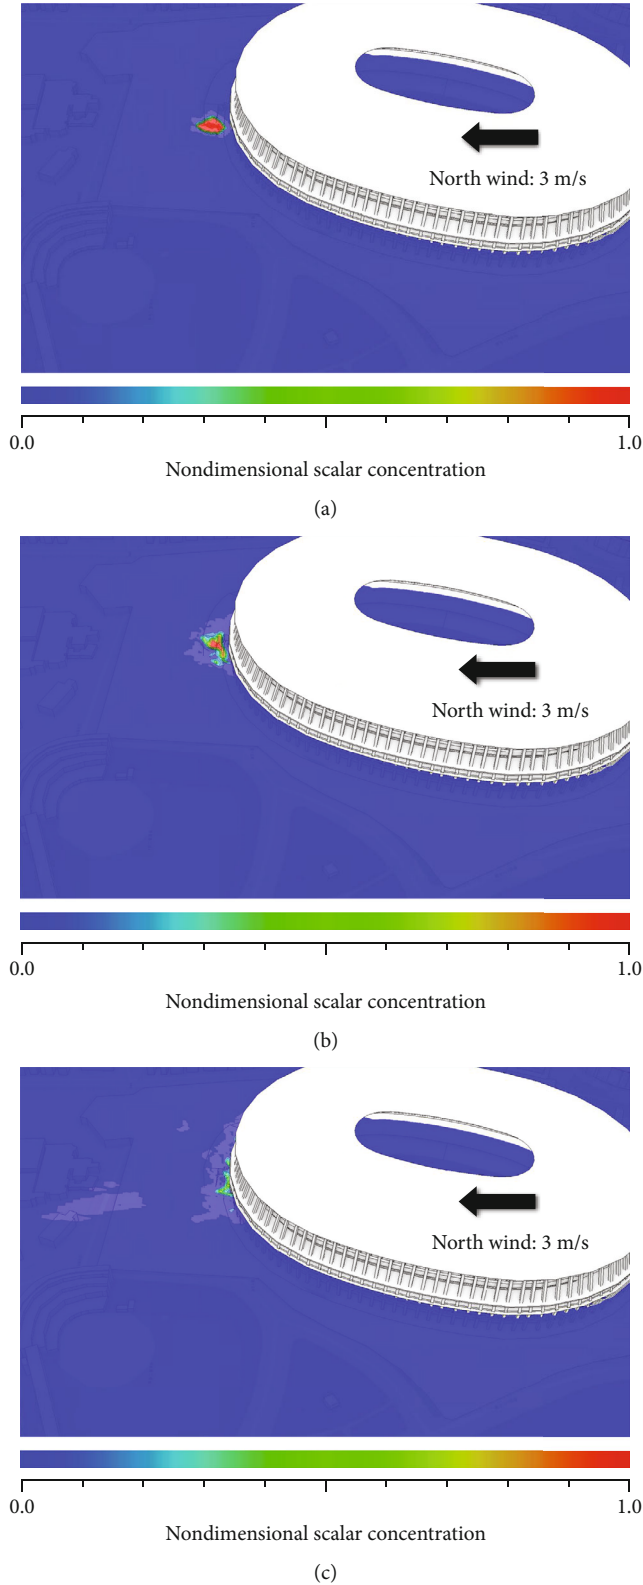 North wind: 3 m/s
0.0 1.0
Nondimensional scalar concentration
(a)
North wind: 3 m/s
0.0 1.0
Nondimensional scalar concentration
(b)
North wind: 3 m/s
0.0 1.0
Nondimensional scalar concentration
(c)